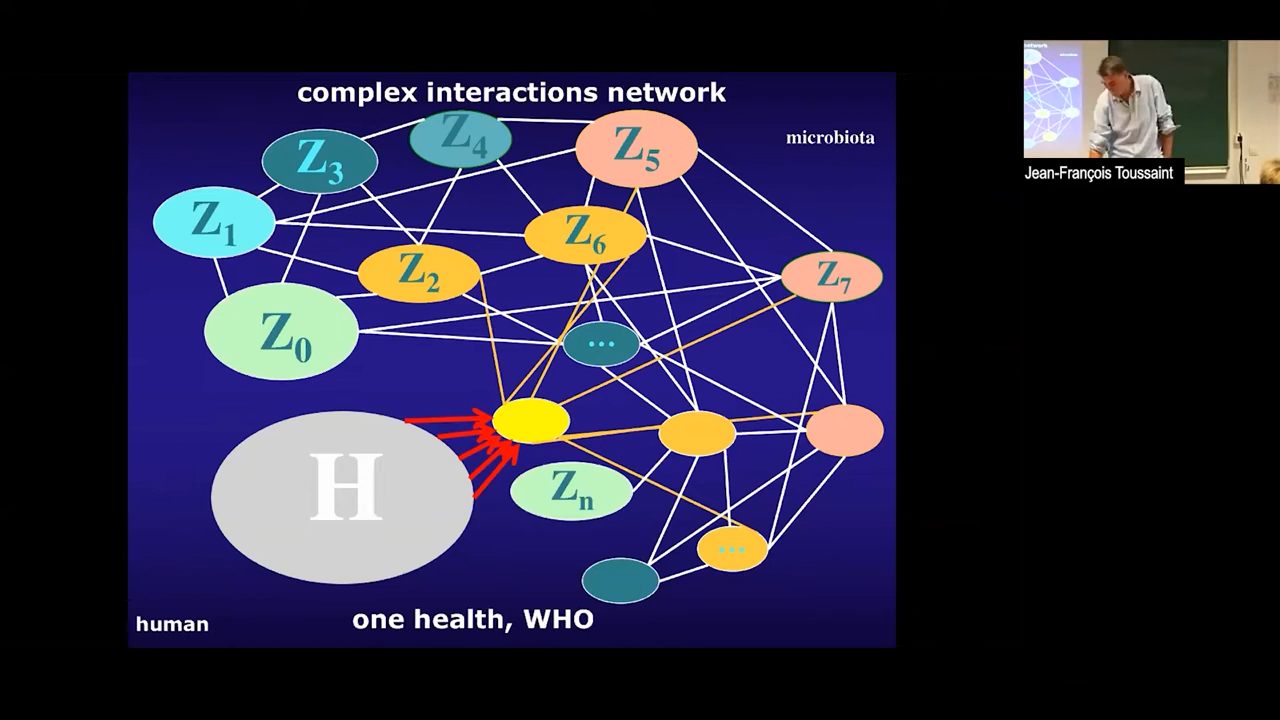 complex interactions network
microbiota
Z4
Z5
Z3
Z1
Z6
Z2
Z7
Z0
...
H
Zn
...
human
one health, WHO
network
Jean-François Toussaint